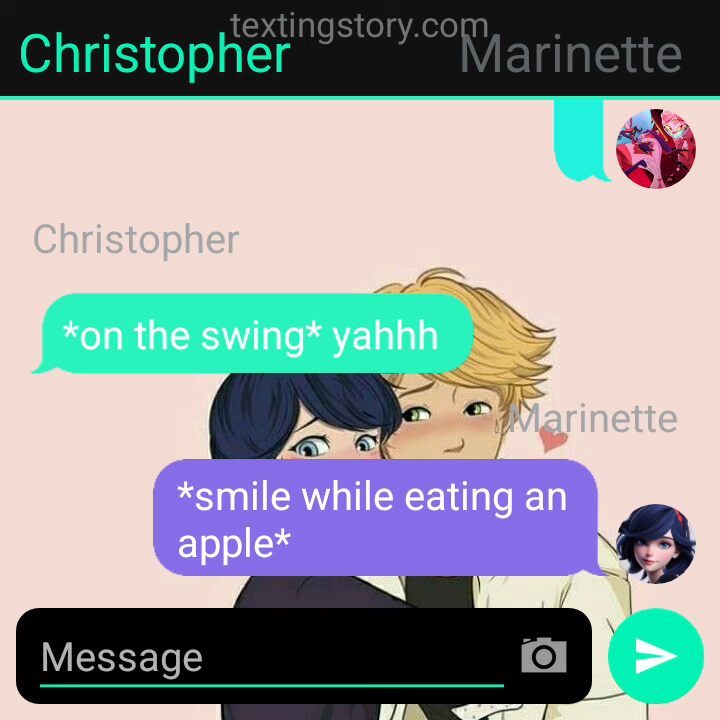 textingstory.com
Christopher Marinette
Christopher
*on the swing* yahhh
Marinette
*smile while eating an
apple*
Message